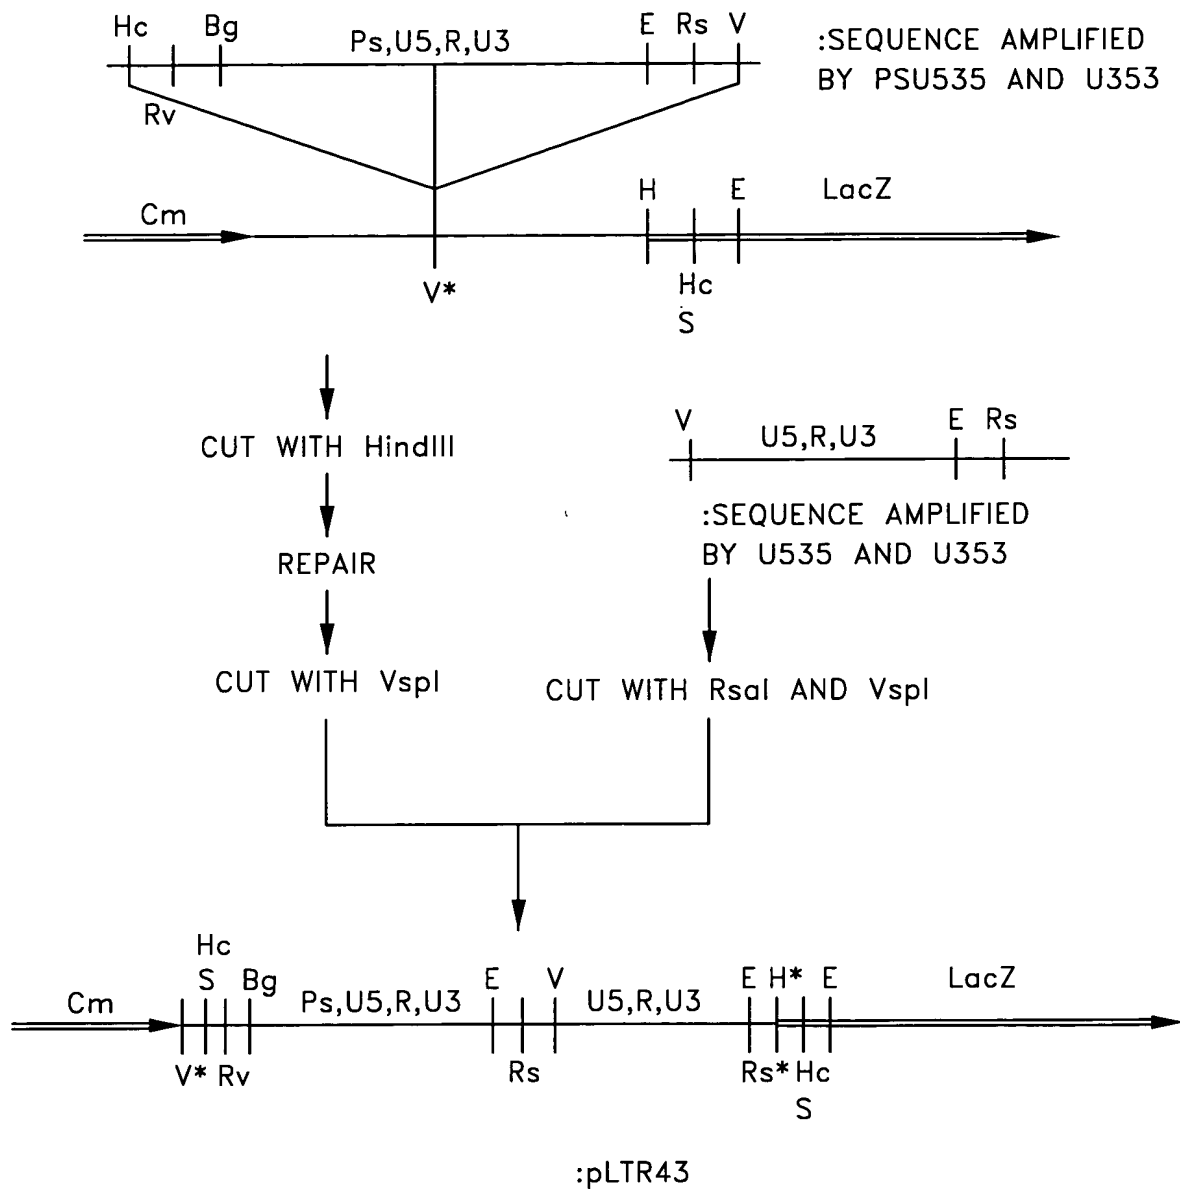 Hc Bg Ps,U5,R,U3 E Rs V
Rv
:SEQUENCE AMPLIFIED
BY PSU535 AND U353
Cm H E LacZ
V* Hc
S
CUT WITH HindIII
REPAIR
CUT WITH VspI
V U5,R,U3 E Rs
:SEQUENCE AMPLIFIED
BY U535 AND U353
CUT WITH RsaI AND VspI
Hc
Cm S Bg Ps,U5,R,U3 E V U5,R,U3 E H* E LacZ
V* Rv Rs Rs* Hc
S
:pLTR43